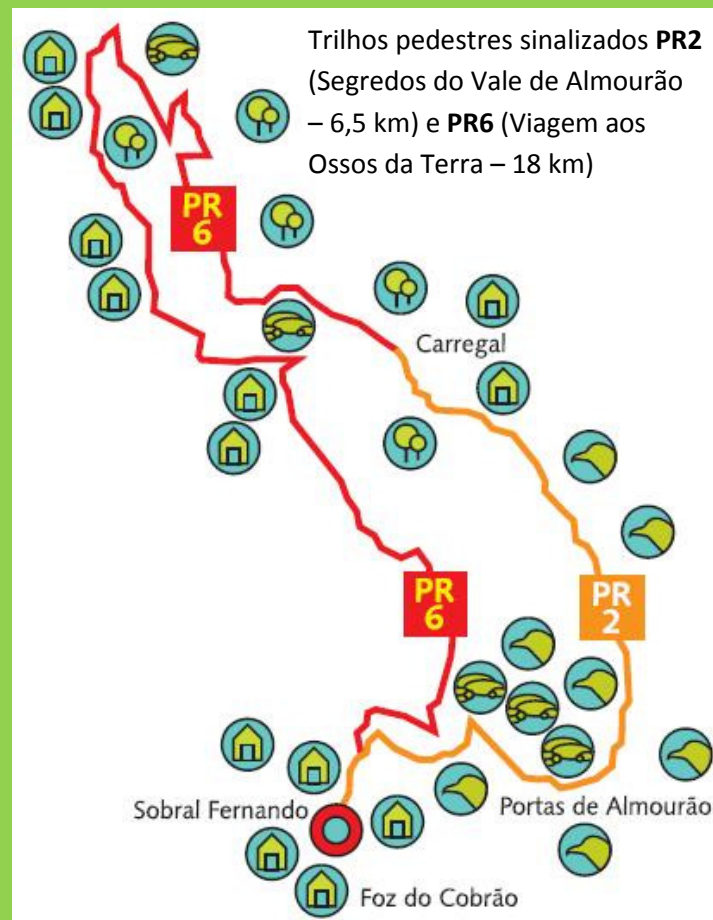 Trilhos pedestres sinalizados PR2
(Segredos do Vale de Almourão
– 6,5 km) e PR6 (Viagem aos
Ossos da Terra – 18 km)
PR
6
Carregal
PR
6
PR
2
Sobral Fernando
Portas de Almourão
Foz do Cobrão